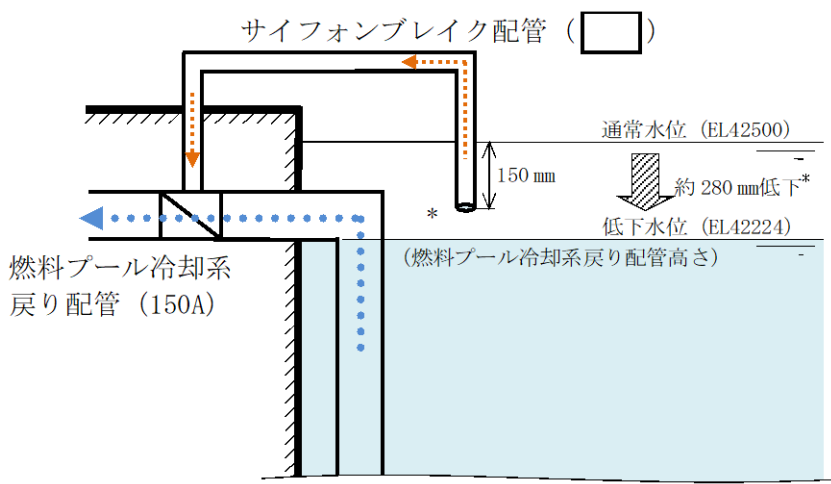 サイフォンブレイク配管（　　）
通常水位（EL42500）
150 mm
約 280 mm低下*
*
低下水位（EL42224）
（燃料プール冷却系戻り配管高さ）
燃料プール冷却系
戻り配管（150A）